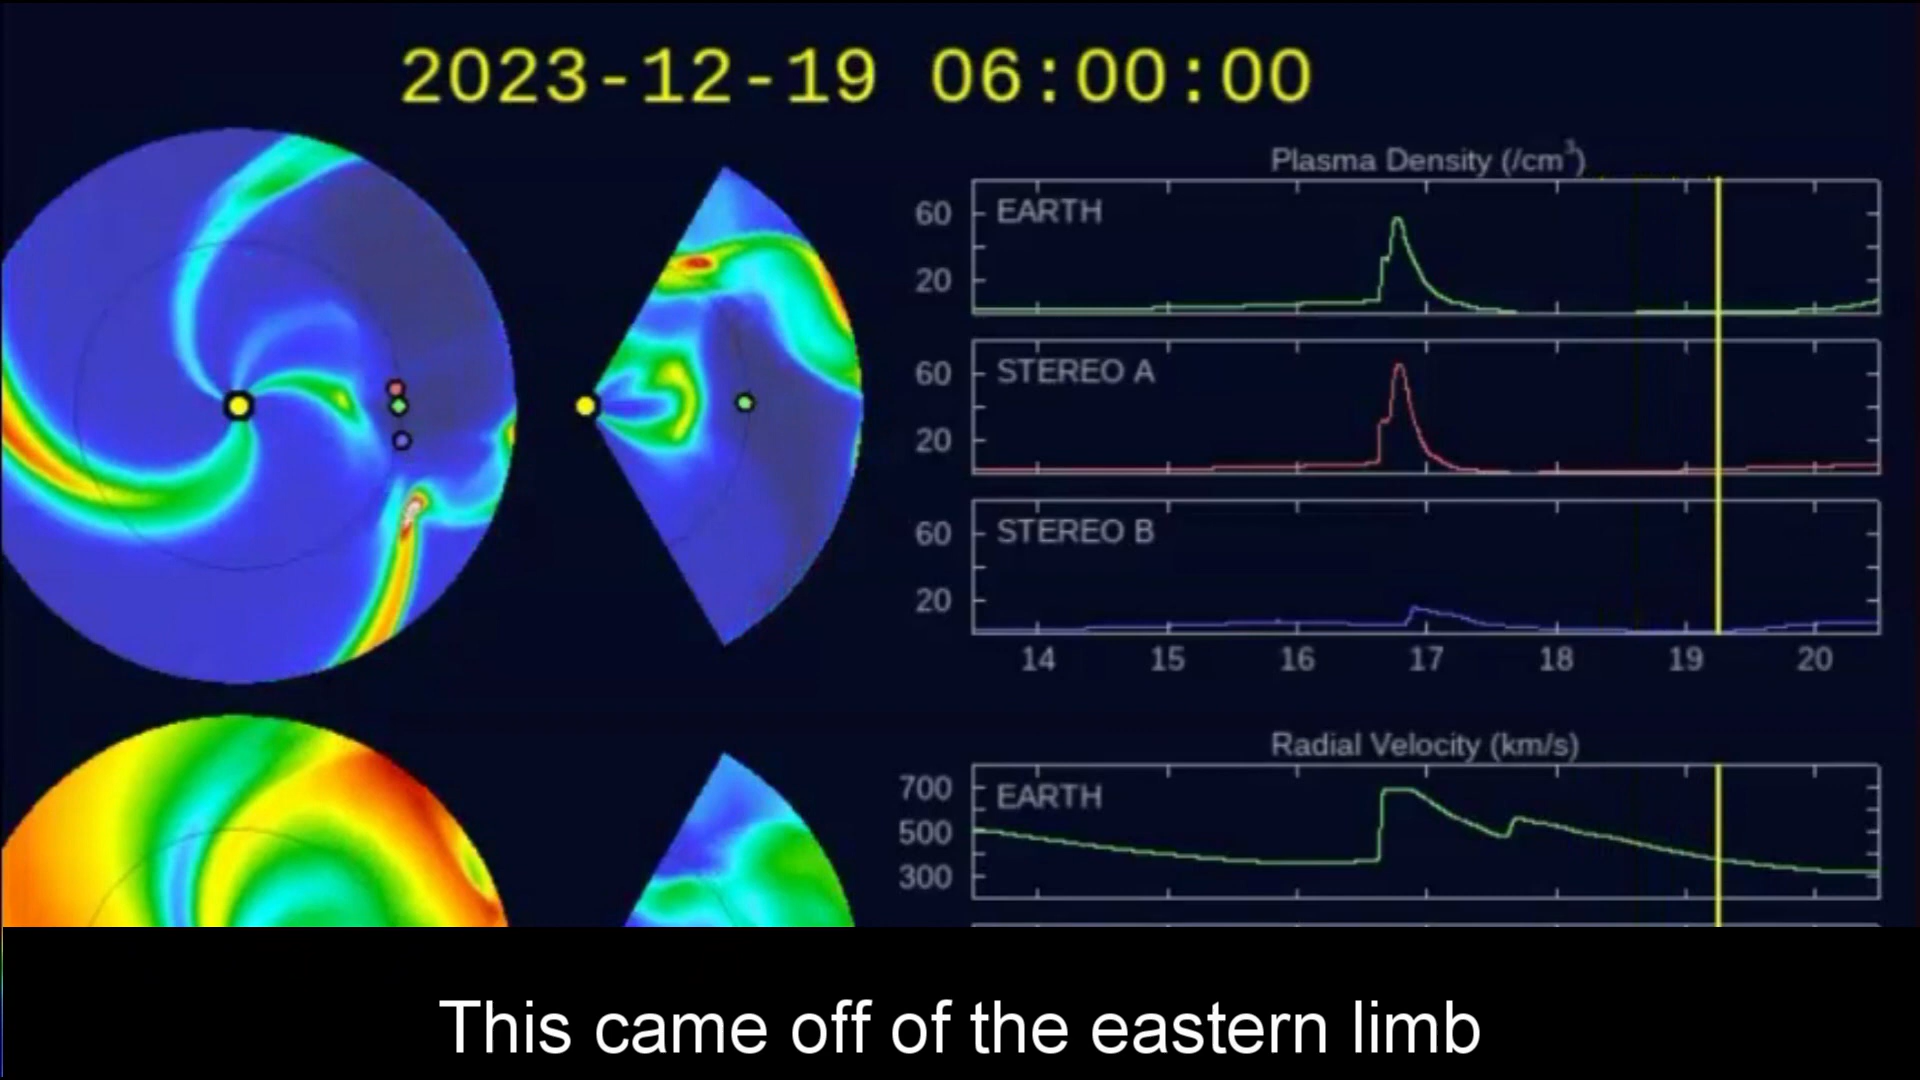 2023-12-19 06:00:00
Plasma Density (/cm³)
60
EARTH
20
60
STEREO A
20
60
STEREO B
20
14 15 16 17 18 19 20
Radial Velocity (km/s)
700
EARTH
500
300
This came off of the eastern limb